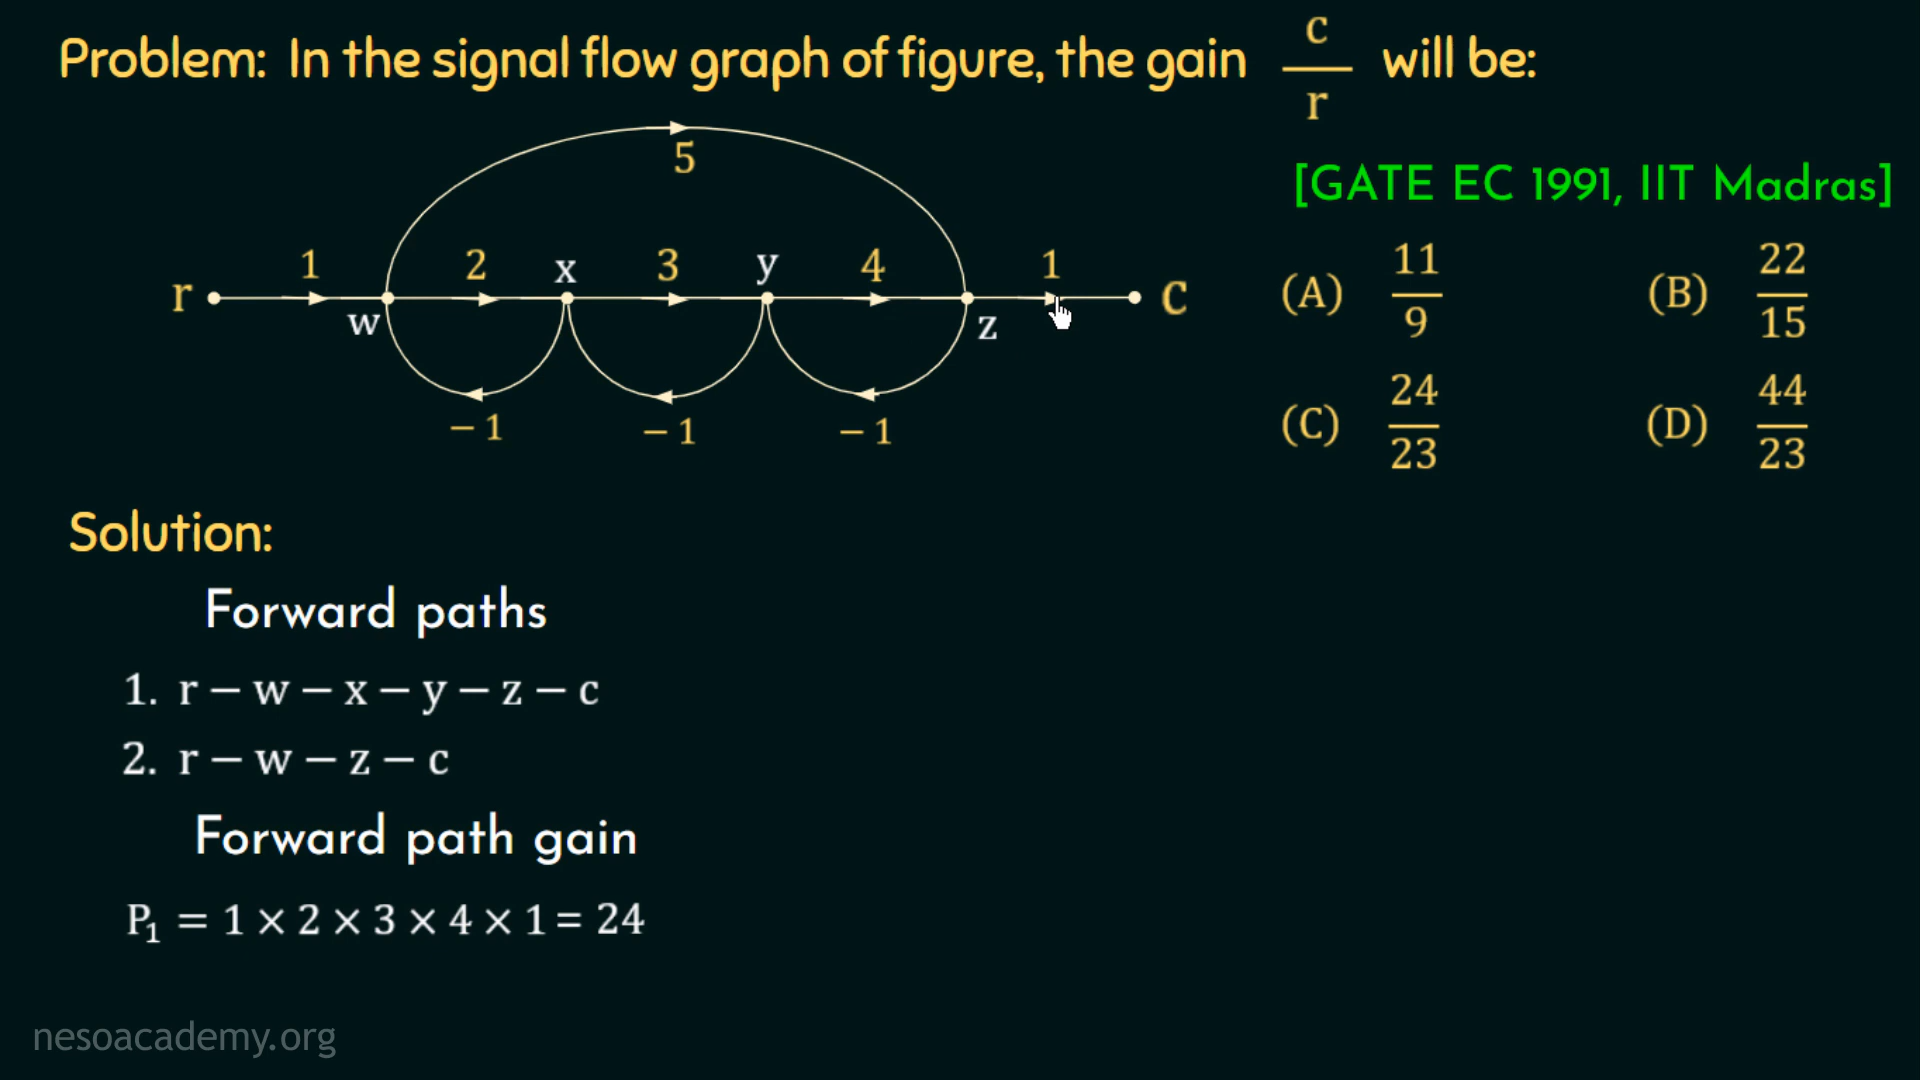 Problem: In the signal flow graph of figure, the gain c/r will be:
[GATE EC 1991, IIT Madras]
5
r 1 w 2 x 3 y 4 z 1 C
− 1 − 1 − 1
(A) 11/9 (B) 22/15
(C) 24/23 (D) 44/23
Solution:
Forward paths
1. r − w − x − y − z − c
2. r − w − z − c
Forward path gain
P₁ = 1 × 2 × 3 × 4 × 1 = 24
nesoacademy.org